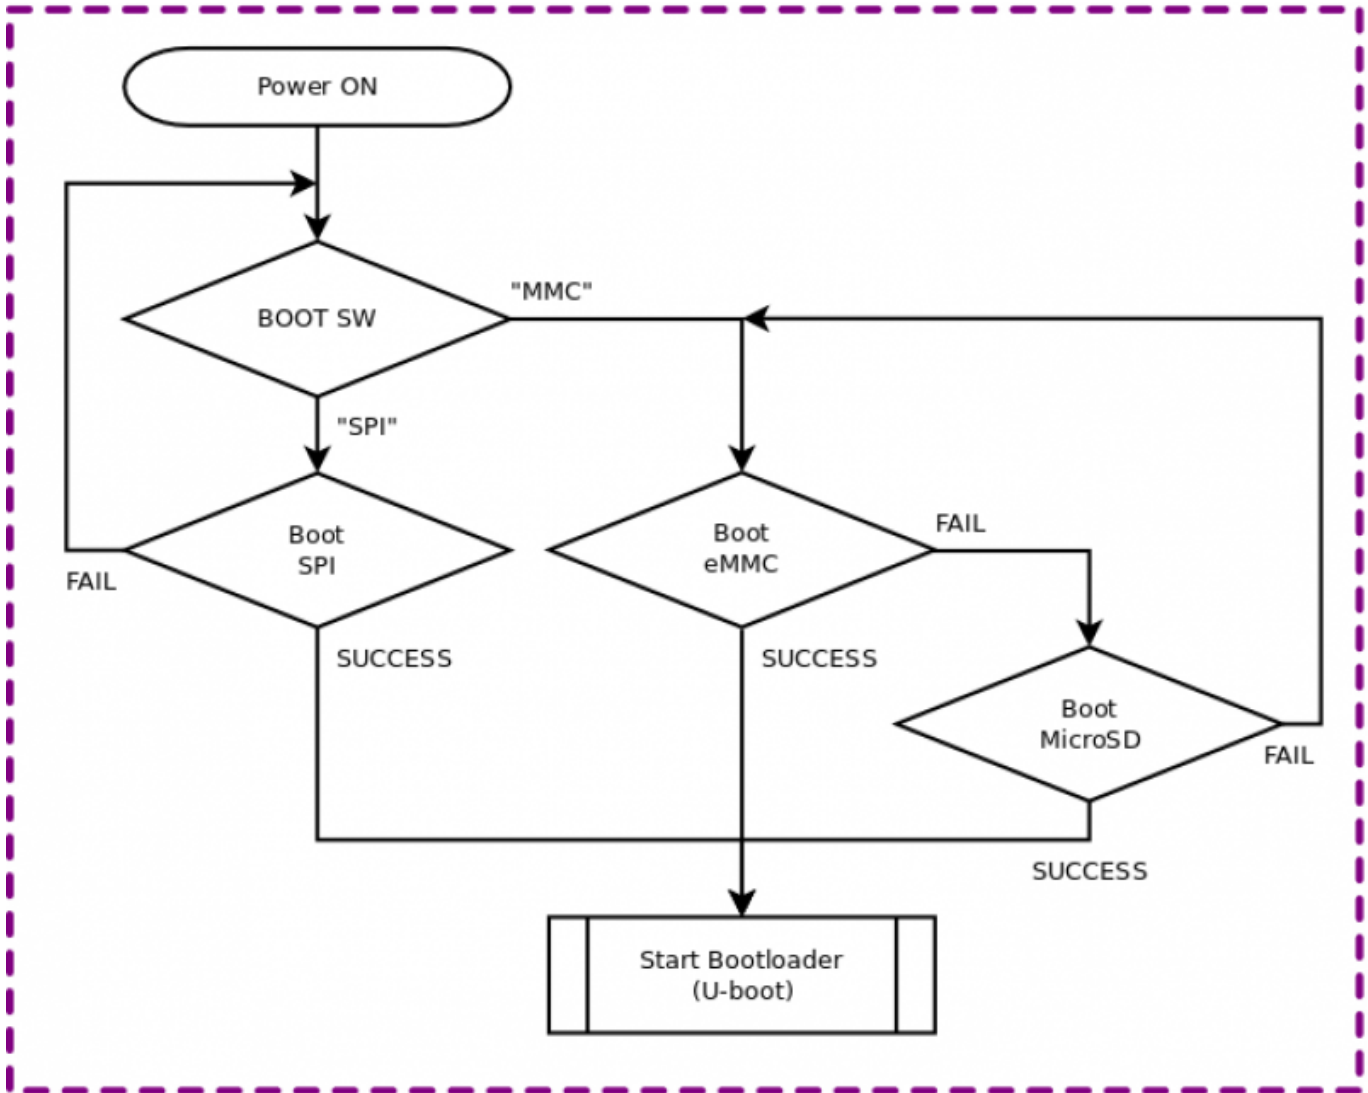 Power ON
"MMC"
BOOT SW
"SPI"
Boot
SPI
FAIL
SUCCESS
Boot
eMMC
FAIL
SUCCESS
Boot
MicroSD
FAIL
SUCCESS
Start Bootloader
(U-boot)